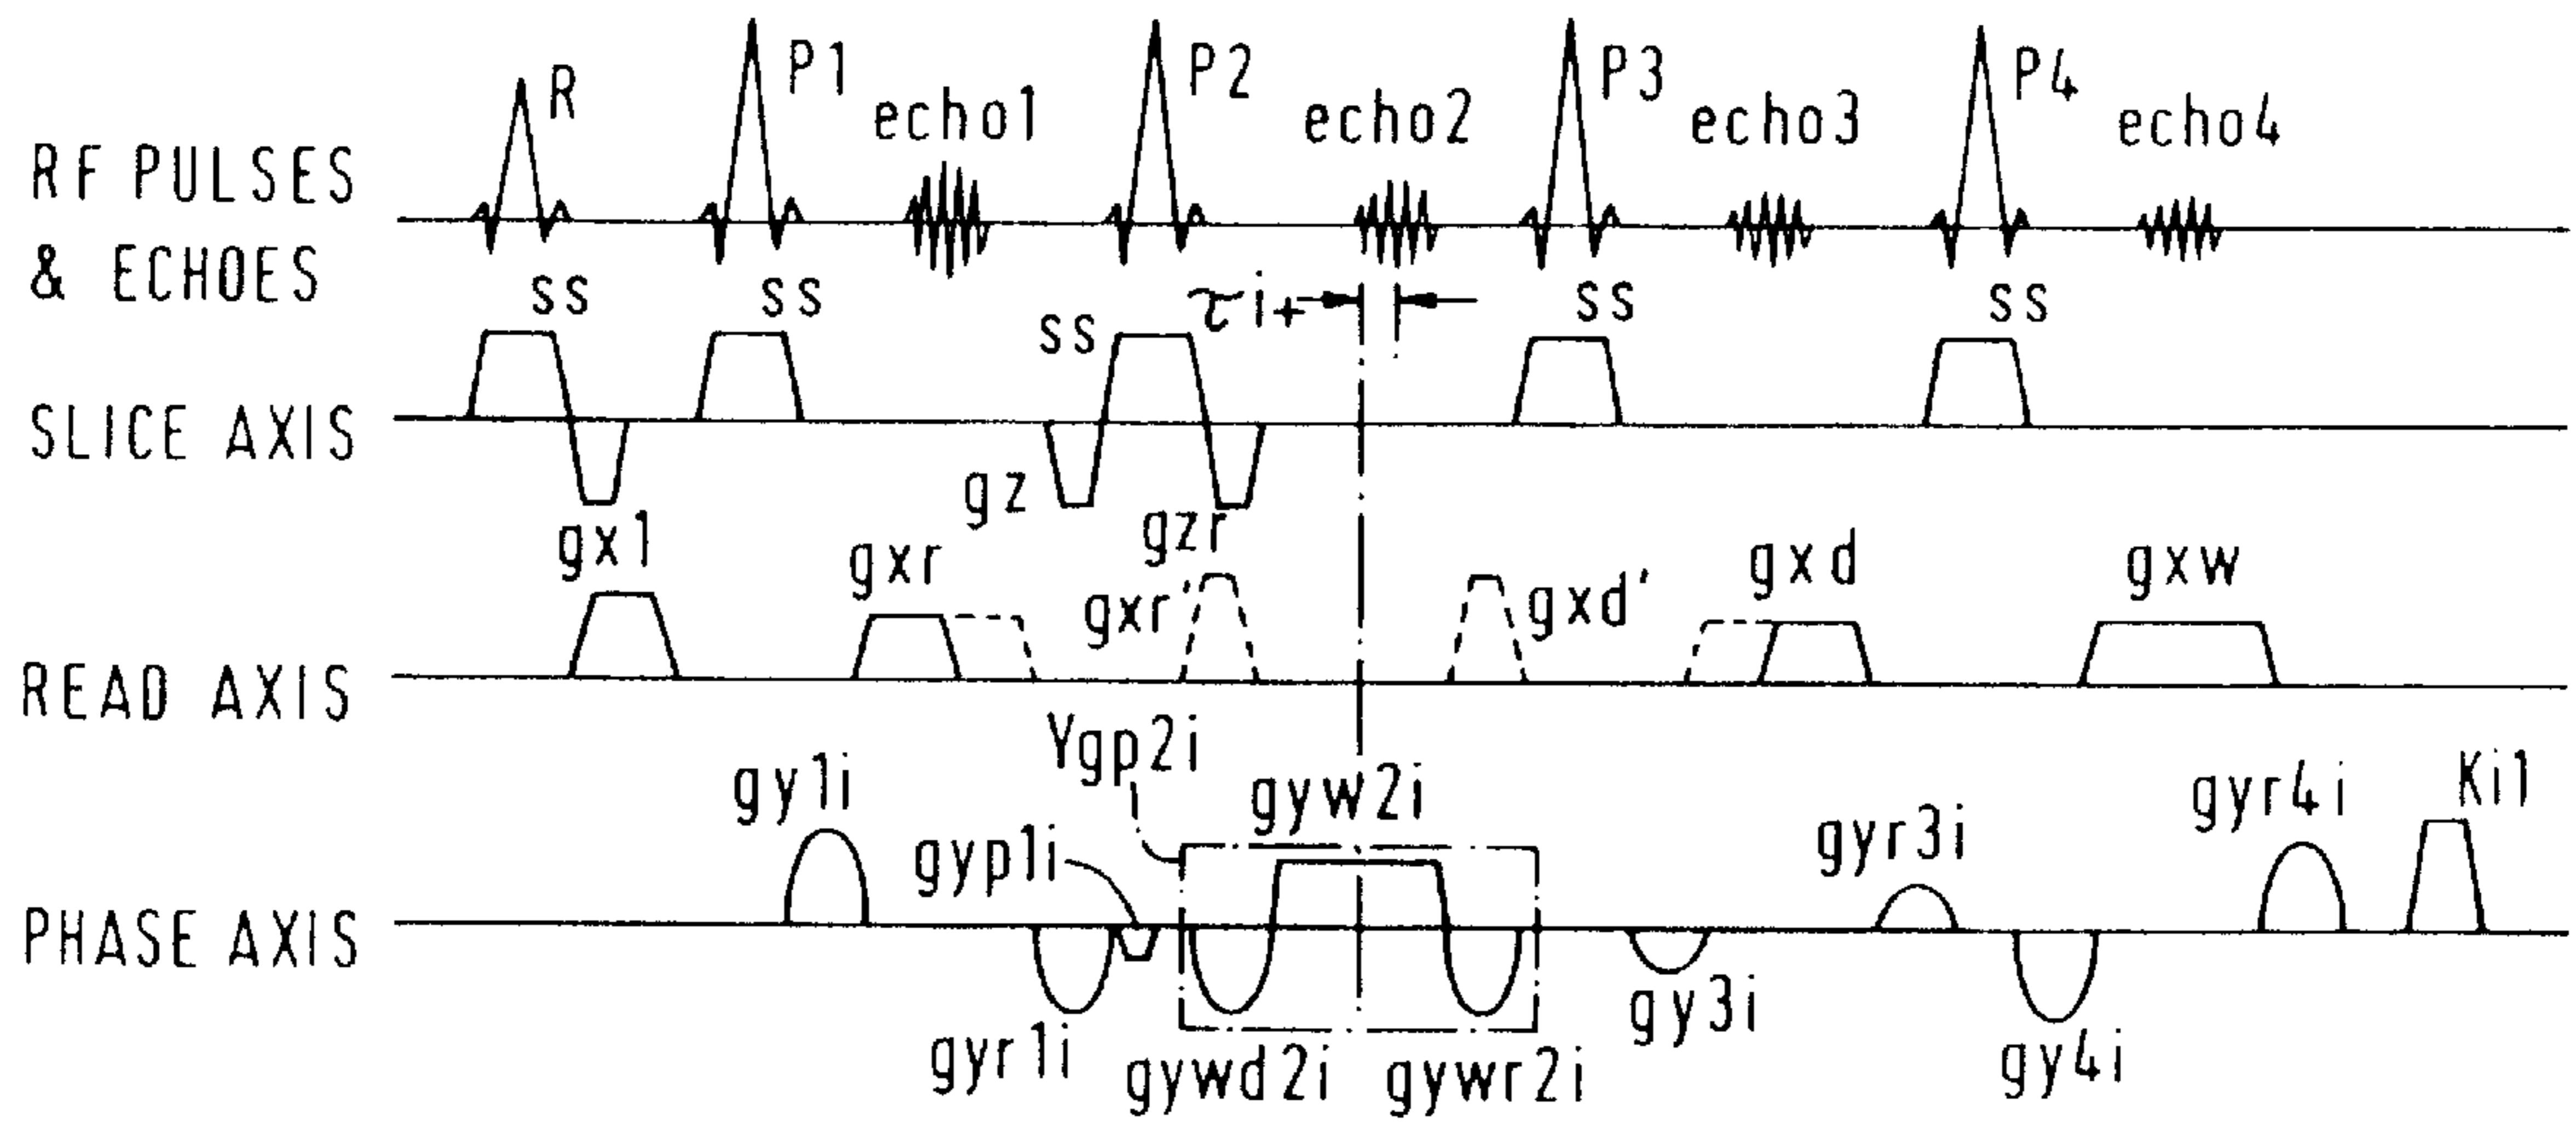 R
P1
echo1
P2
echo2
P3
echo3
P4
echo4
RF PULSES
& ECHOES
ss
ss
ss
τi+
ss
ss
SLICE AXIS
gz
gzr
gx1
gxr
gxr'
gxd'
gxd
gxw
READ AXIS
Ygp2i
gy1i
gyp1i
gyw2i
gyr3i
gyr4i
Ki1
PHASE AXIS
gyr1i
gywd2i
gywr2i
gy3i
gy4i